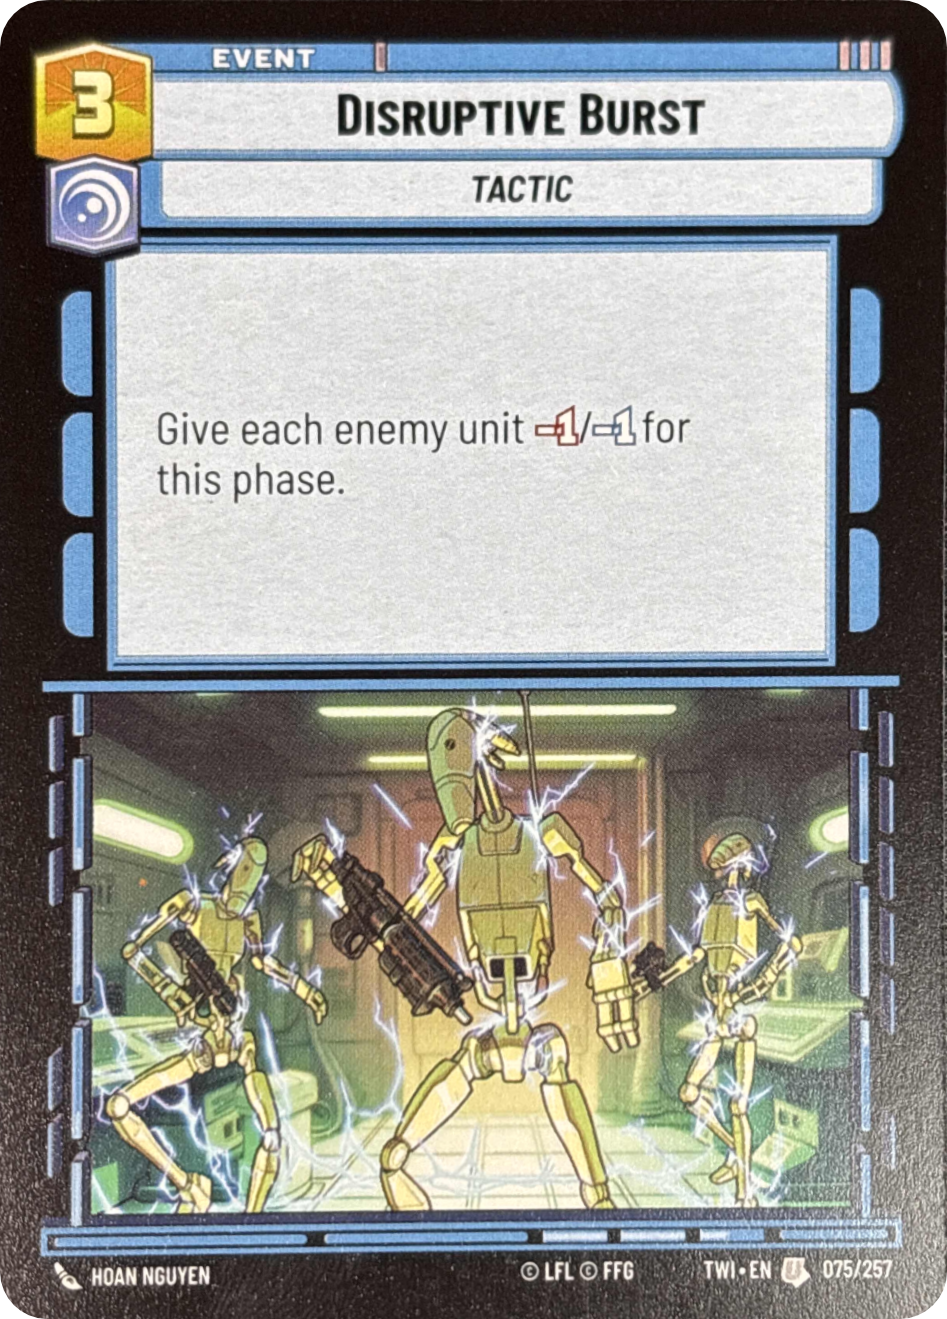 EVENT
3
DISRUPTIVE BURST
TACTIC
Give each enemy unit -1/-1 for
this phase.
HOAN NGUYEN
© LFL © FFG
TWI • EN U 075/257